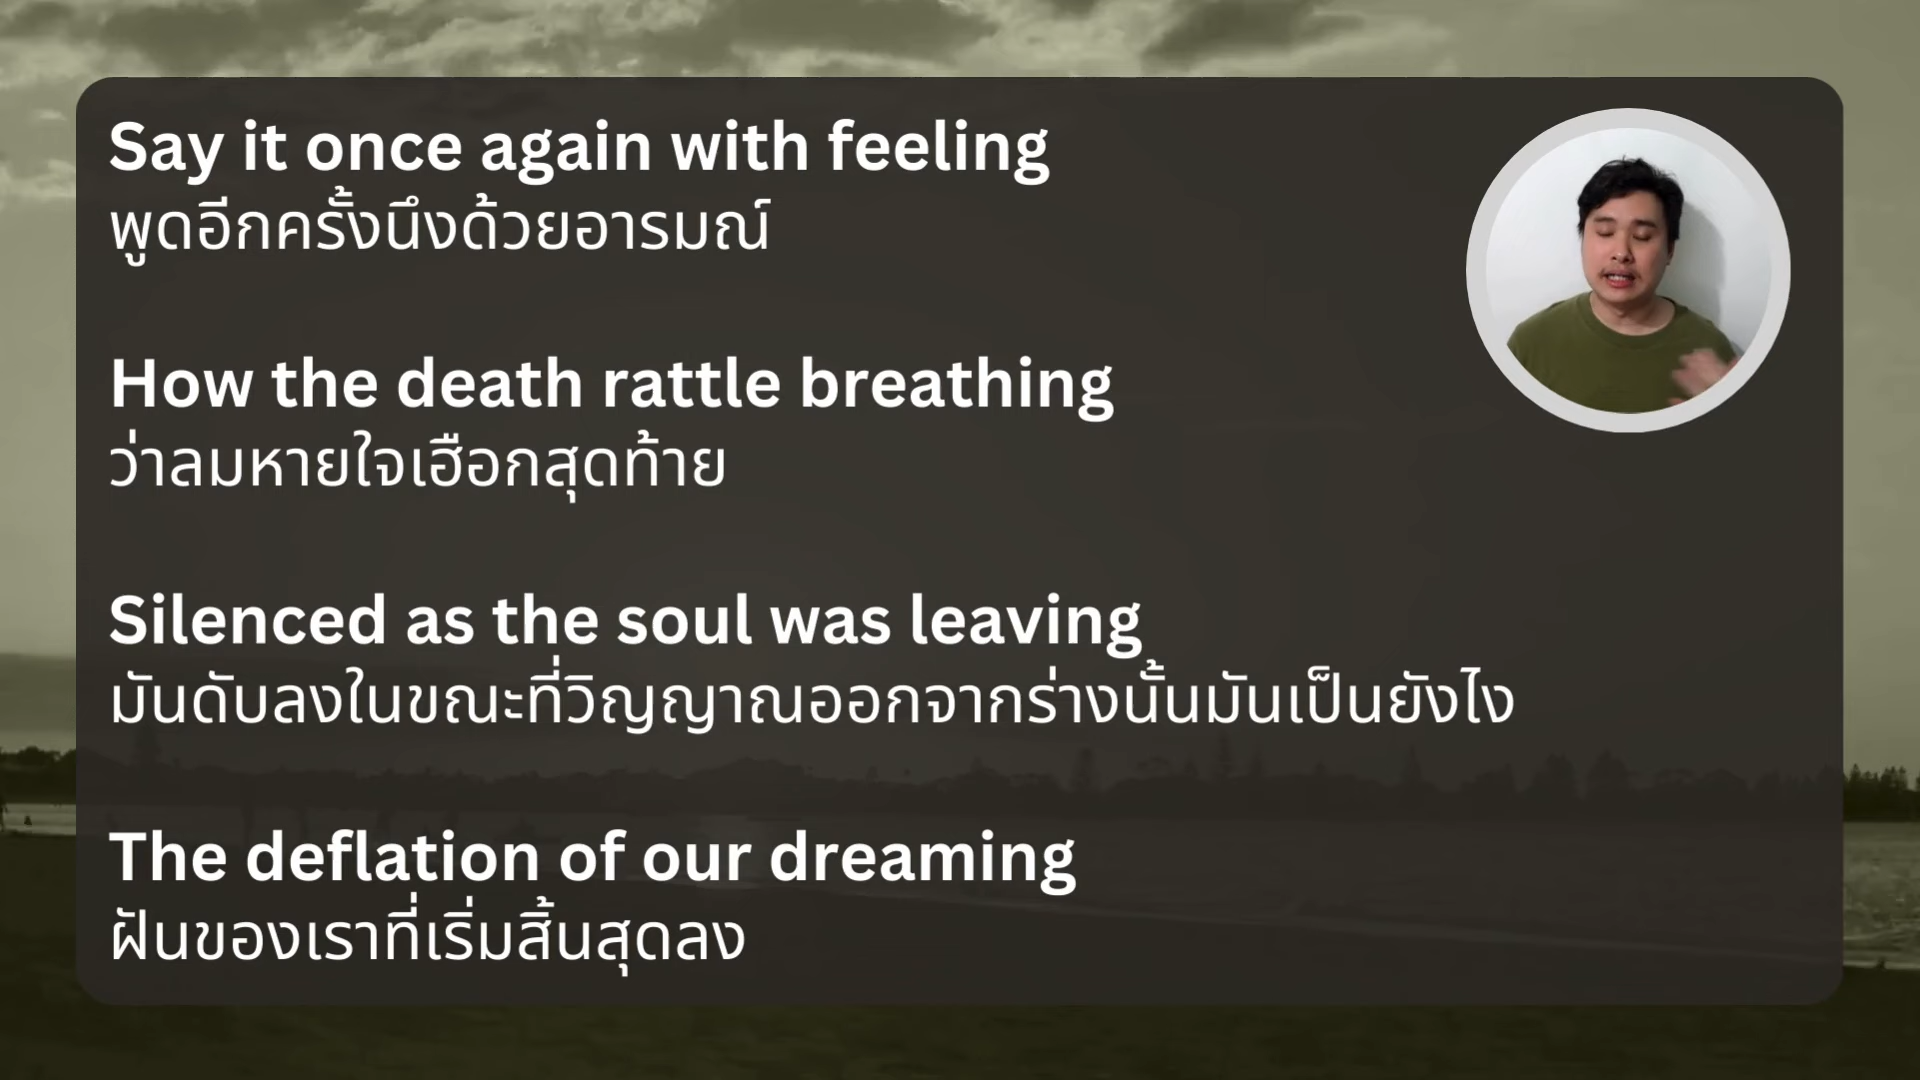 Say it once again with feeling
พูดอีกครั้งนึงด้วยอารมณ์
How the death rattle breathing
ว่าลมหายใจเฮือกสุดท้าย
Silenced as the soul was leaving
มันดับลงในขณะที่วิญญาณออกจากร่างนั้นมันเป็นยังไง
The deflation of our dreaming
ฝันของเราที่เริ่มสิ้นสุดลง